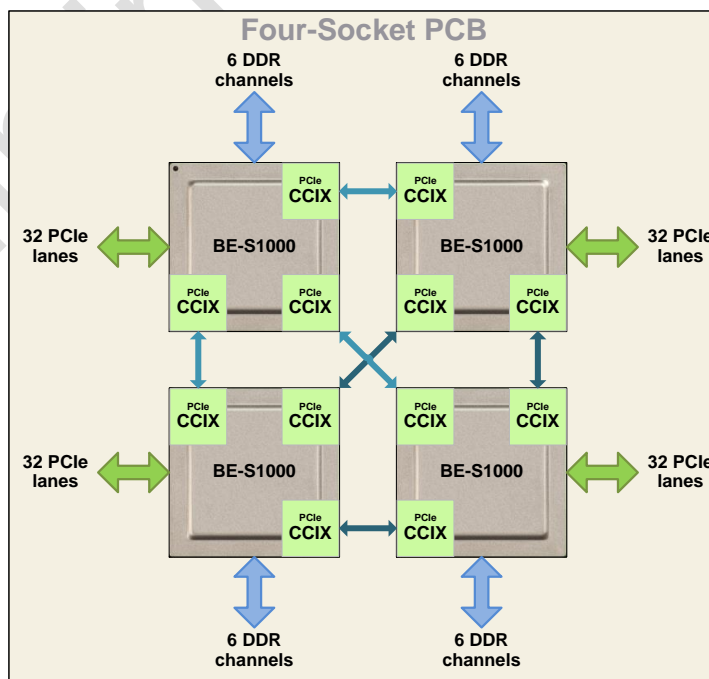 Four-Socket PCB
6 DDR
channels
6 DDR
channels
PCIe
CCIX
PCIe
CCIX
32 PCIe
lanes
BE-S1000
BE-S1000
32 PCIe
lanes
PCIe
CCIX
PCIe
CCIX
PCIe
CCIX
PCIe
CCIX
PCIe
CCIX
PCIe
CCIX
PCIe
CCIX
PCIe
CCIX
32 PCIe
lanes
BE-S1000
BE-S1000
32 PCIe
lanes
PCIe
CCIX
PCIe
CCIX
6 DDR
channels
6 DDR
channels